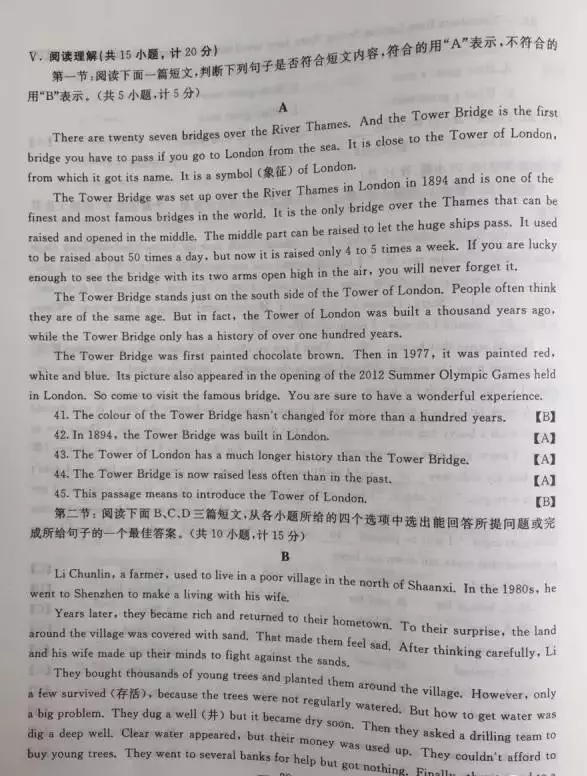 Ⅴ. 阅读理解(共 15 小题, 计 20 分)
第一节:阅读下面一篇短文,判断下列句子是否符合短文内容,符合的用“A”表示,不符合的
用“B”表示。(共 5 小题,计 5 分)
A
There are twenty seven bridges over the River Thames. And the Tower Bridge is the first
bridge you have to pass if you go to London from the sea. It is close to the Tower of London,
from which it got its name. It is a symbol (象征) of London.
The Tower Bridge was set up over the River Thames in London in 1894 and is one of the
finest and most famous bridges in the world. It is the only bridge over the Thames that can be
raised and opened in the middle. The middle part can be raised to let the huge ships pass. It used
to be raised about 50 times a day, but now it is raised only 4 to 5 times a week. If you are lucky
enough to see the bridge with its two arms open high in the air, you will never forget it.
The Tower Bridge stands just on the south side of the Tower of London. People often think
they are of the same age. But in fact, the Tower of London was built a thousand years ago,
while the Tower Bridge only has a history of over one hundred years.
The Tower Bridge was first painted chocolate brown. Then in 1977, it was painted red,
white and blue. Its picture also appeared in the opening of the 2012 Summer Olympic Games held
in London. So come to visit the famous bridge. You are sure to have a wonderful experience.
41. The colour of the Tower Bridge hasn't changed for more than a hundred years. 【B】
42. In 1894, the Tower Bridge was built in London. 【A】
43. The Tower of London has a much longer history than the Tower Bridge. 【A】
44. The Tower Bridge is now raised less often than in the past. 【A】
45. This passage means to introduce the Tower of London. 【B】
第二节: 阅读下面 B、C、D 三篇短文,从各小题所给的四个选项中选出能回答所提问题或完
成所给句子的一个最佳答案。(共 10 小题,计 15 分)
B
Li Chunlin, a farmer, used to live in a poor village in the north of Shaanxi. In the 1980s, he
went to Shenzhen to make a living with his wife.
Years later, they became rich and returned to their hometown. To their surprise, the land
around the village was covered with sand. That made them feel sad. After thinking carefully, Li
and his wife made up their minds to fight against the sands.
They bought thousands of young trees and planted them around the village. However, only
a few survived (存活), because the trees were not regularly watered. But how to get water was
a big problem. They dug a well (井) but it became dry soon. Then they asked a drilling team to
dig a deep well. Clear water appeared, but their money was used up. They couldn't afford to
buy young trees. They went to several banks for help but got nothing. Finally,